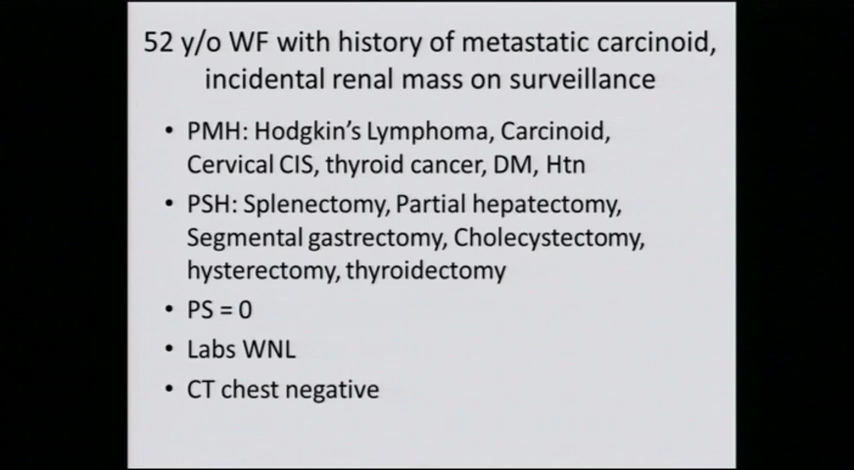 52 y/o WF with history of metastatic carcinoid,
incidental renal mass on surveillance
• PMH: Hodgkin's Lymphoma, Carcinoid,
Cervical CIS, thyroid cancer, DM, Htn
• PSH: Splenectomy, Partial hepatectomy,
Segmental gastrectomy, Cholecystectomy,
hysterectomy, thyroidectomy
• PS = 0
• Labs WNL
• CT chest negative